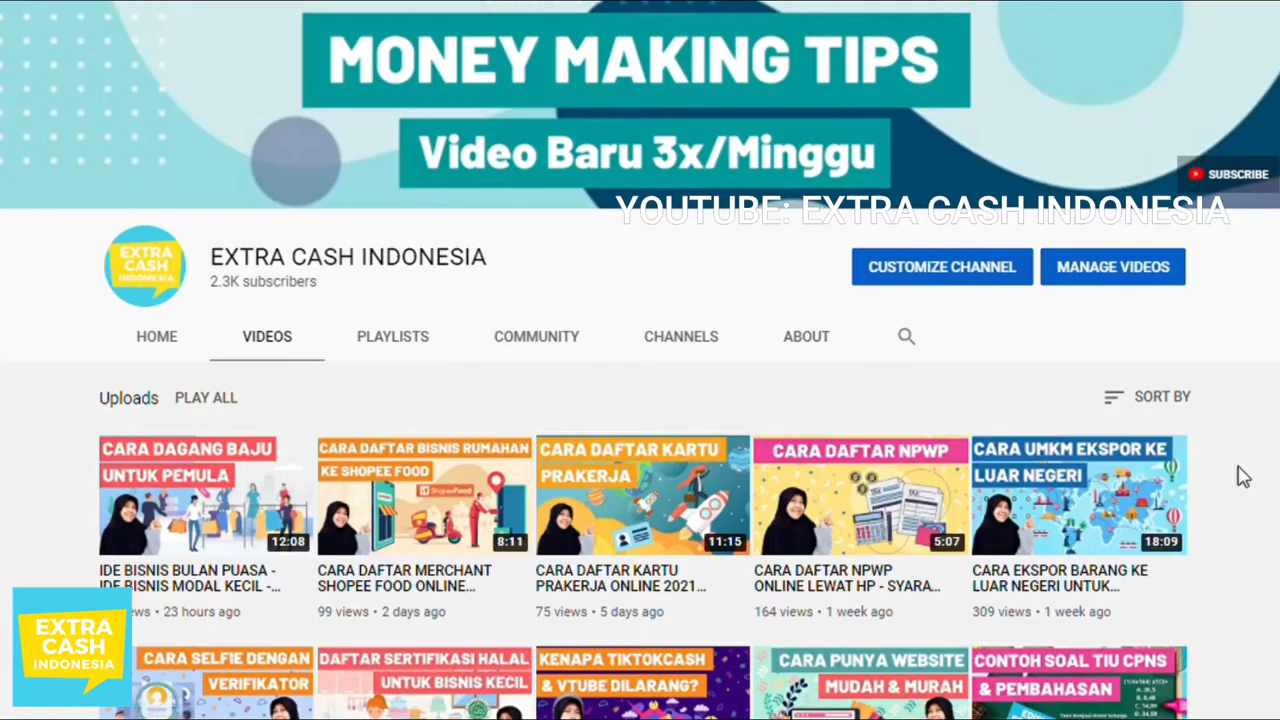 MONEY MAKING TIPS
Video Baru 3x/Minggu
SUBSCRIBE
YOUTUBE: EXTRA CASH INDONESIA
EXTRA
CASH
INDONESIA
EXTRA CASH INDONESIA
2.3K subscribers
CUSTOMIZE CHANNEL
MANAGE VIDEOS
HOME VIDEOS PLAYLISTS COMMUNITY CHANNELS ABOUT
Uploads PLAY ALL
SORT BY
CARA DAGANG BAJU
UNTUK PEMULA
12:08
IDE BISNIS BULAN PUASA -
IDE BISNIS MODAL KECIL -...
23 hours ago
CARA DAFTAR BISNIS RUMAHAN
KE SHOPEE FOOD
ShopeeFood
8:11
CARA DAFTAR MERCHANT
SHOPEE FOOD ONLINE...
99 views • 2 days ago
CARA DAFTAR KARTU
PRAKERJA
11:15
CARA DAFTAR KARTU
PRAKERJA ONLINE 2021...
75 views • 5 days ago
CARA DAFTAR NPWP
TAX
TAX
5:07
CARA DAFTAR NPWP
ONLINE LEWAT HP - SYARA...
164 views • 1 week ago
CARA UMKM EKSPOR KE
LUAR NEGERI
18:09
CARA EKSPOR BARANG KE
LUAR NEGERI UNTUK...
309 views • 1 week ago
EXTRA
CASH
INDONESIA
CARA SELFIE DENGAN
VERIFIKATOR
DAFTAR SERTIFIKASI HALAL
UNTUK BISNIS KECIL
KENAPA TIKTOKCASH
& VTUBE DILARANG?
CARA PUNYA WEBSITE
MUDAH & MURAH
CONTOH SOAL TIU CPNS
& PEMBAHASAN